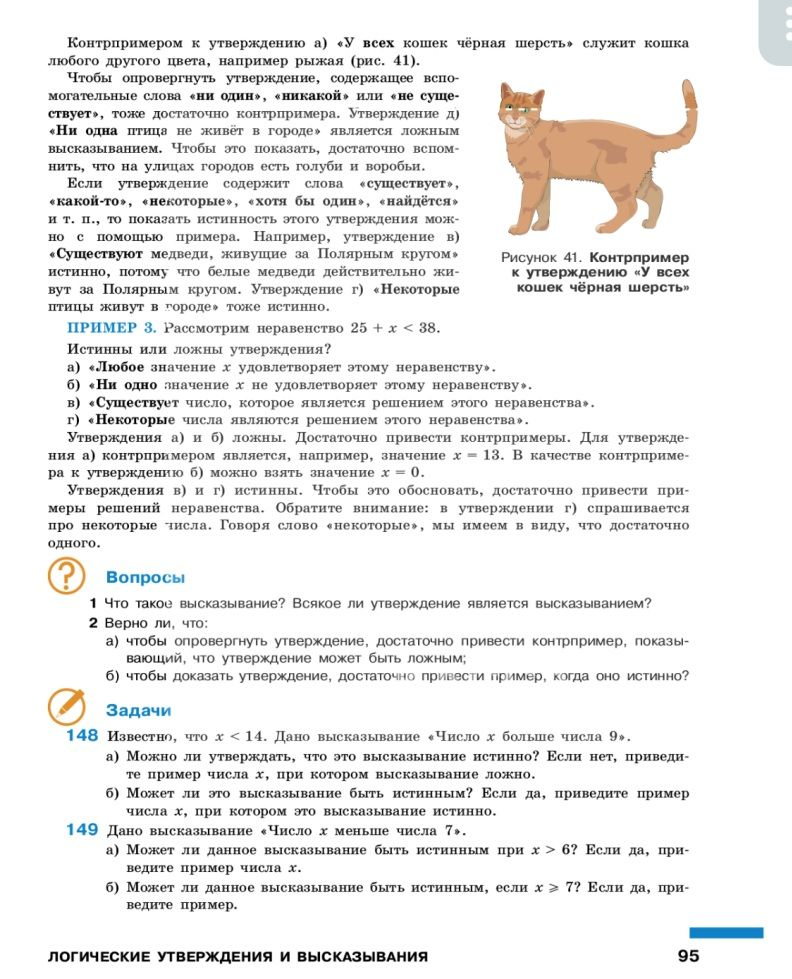 Контрпримером к утверждению а) «У всех кошек чёрная шерсть» служит кошка
любого другого цвета, например рыжая (рис. 41).
Чтобы опровергнуть утверждение, содержащее вспо-
могательные слова «ни один», «никакой» или «не суще-
ствует», тоже достаточно контрпримера. Утверждение д)
«Ни одна птица не живёт в городе» является ложным
высказыванием. Чтобы это показать, достаточно вспом-
нить, что на улицах городов есть голуби и воробьи.
Если утверждение содержит слова «существует»,
«какой-то», «некоторые», «хотя бы один», «найдётся»
и т. п., то показать истинность этого утверждения мож-
но с помощью примера. Например, утверждение в)
«Существуют медведи, живущие за Полярным кругом»
истинно, потому что белые медведи действительно жи-
вут за Полярным кругом. Утверждение г) «Некоторые
птицы живут в городе» тоже истинно.
Рисунок 41. Контрпример
к утверждению «У всех
кошек чёрная шерсть»
ПРИМЕР 3. Рассмотрим неравенство 25 + x < 38.
Истинны или ложны утверждения?
а) «Любое значение x удовлетворяет этому неравенству».
б) «Ни одно значение x не удовлетворяет этому неравенству».
в) «Существует число, которое является решением этого неравенства».
г) «Некоторые числа являются решением этого неравенства».
Утверждения а) и б) ложны. Достаточно привести контрпримеры. Для утвержде-
ния а) контрпримером является, например, значение x = 13. В качестве контрприме-
ра к утверждению б) можно взять значение x = 0.
Утверждения в) и г) истинны. Чтобы это обосновать, достаточно привести при-
меры решений неравенства. Обратите внимание: в утверждении г) спрашивается
про некоторые числа. Говоря слово «некоторые», мы имеем в виду, что достаточно
одного.
? Вопросы
1 Что такое высказывание? Всякое ли утверждение является высказыванием?
2 Верно ли, что:
а) чтобы опровергнуть утверждение, достаточно привести контрпример, показы-
вающий, что утверждение может быть ложным;
б) чтобы доказать утверждение, достаточно привести пример, когда оно истинно?
Задачи
148 Известно, что x < 14. Дано высказывание «Число x больше числа 9».
а) Можно ли утверждать, что это высказывание истинно? Если нет, приведи-
те пример числа x, при котором высказывание ложно.
б) Может ли это высказывание быть истинным? Если да, приведите пример
числа x, при котором это высказывание истинно.
149 Дано высказывание «Число x меньше числа 7».
а) Может ли данное высказывание быть истинным при x > 6? Если да, при-
ведите пример числа x.
б) Может ли данное высказывание быть истинным, если x ⩾ 7? Если да, при-
ведите пример.
ЛОГИЧЕСКИЕ УТВЕРЖДЕНИЯ И ВЫСКАЗЫВАНИЯ 95